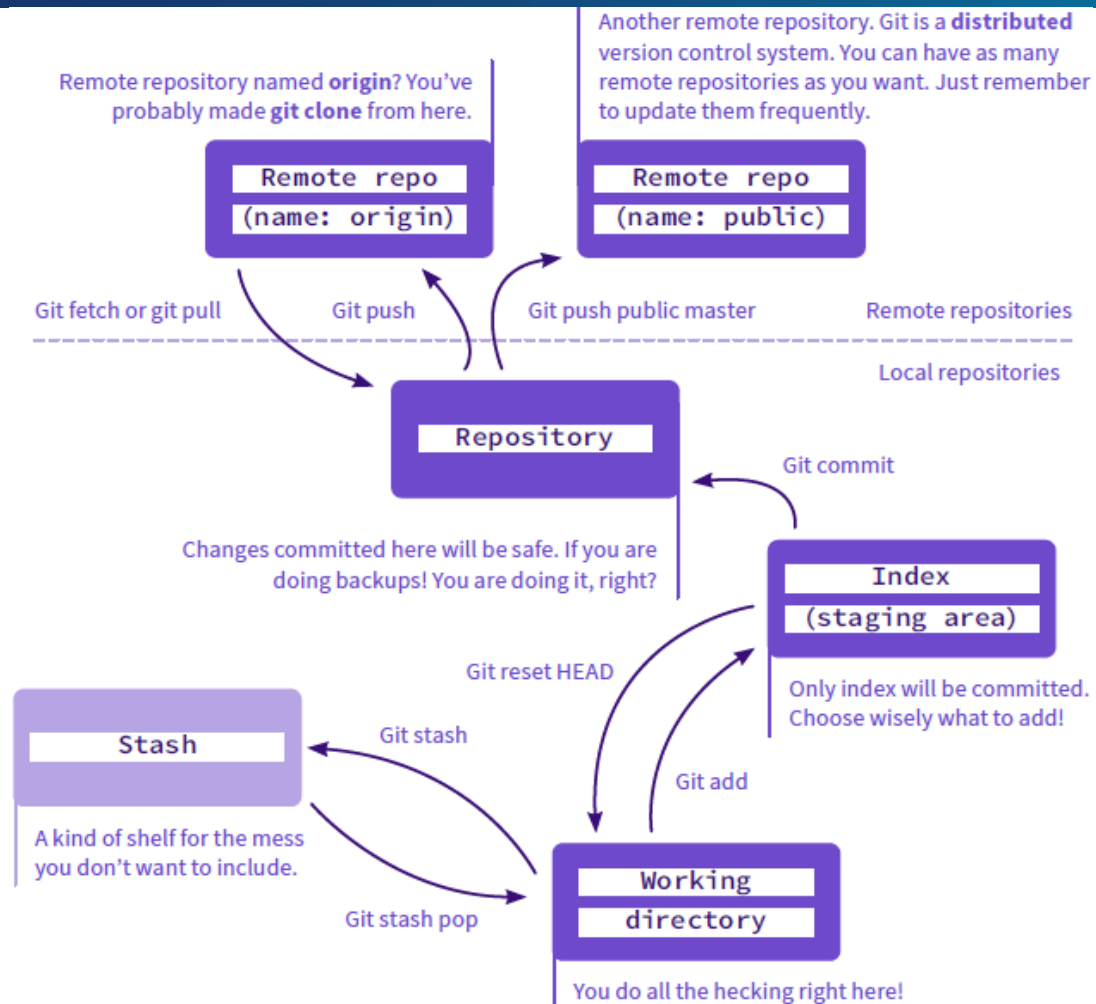 Another remote repository. Git is a distributed
version control system. You can have as many
remote repositories as you want. Just remember
to update them frequently.
Remote repository named origin? You've
probably made git clone from here.
Remote repo
(name: origin)
Remote repo
(name: public)
Git fetch or git pull
Git push
Git push public master
Remote repositories
Local repositories
Repository
Git commit
Changes committed here will be safe. If you are
doing backups! You are doing it, right?
Index
(staging area)
Git reset HEAD
Only index will be committed.
Choose wisely what to add!
Stash
Git stash
Git add
A kind of shelf for the mess
you don't want to include.
Git stash pop
Working
directory
You do all the hecking right here!